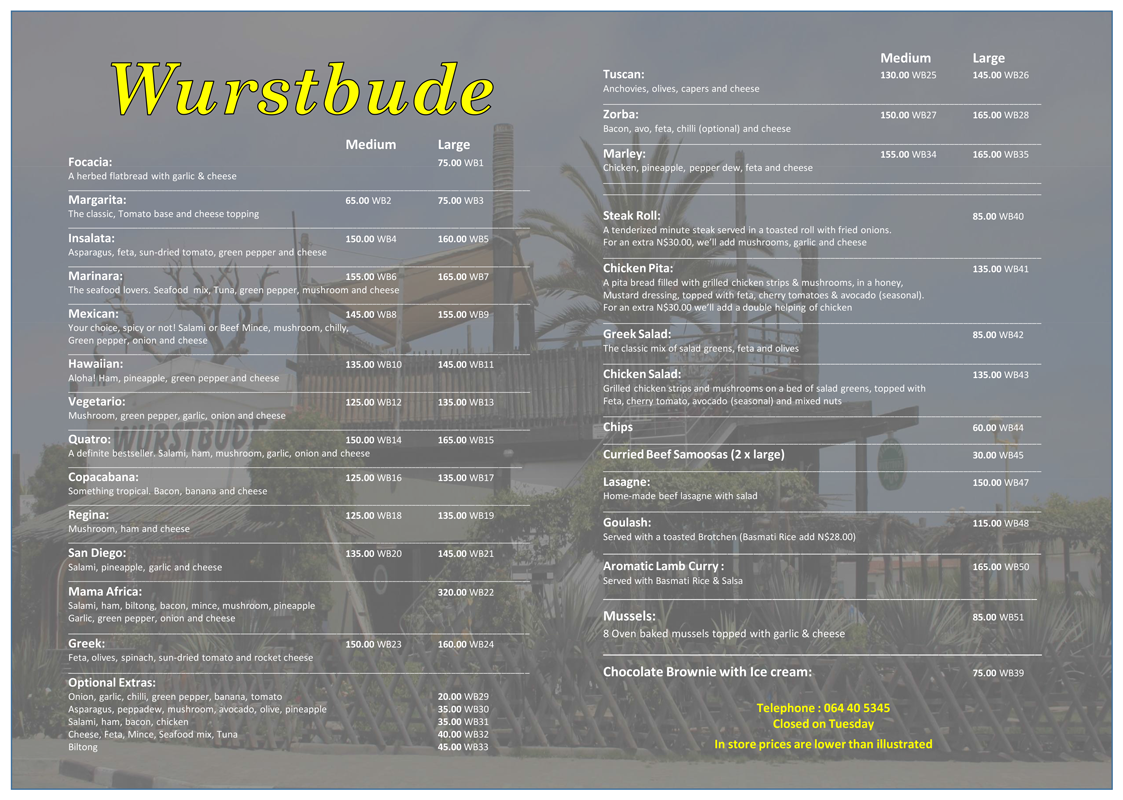 Wurstbude
Medium Large
Focacia: 75.00 WB1
A herbed flatbread with garlic & cheese
Margarita: 65.00 WB2 75.00 WB3
The classic, Tomato base and cheese topping
Insalata: 150.00 WB4 160.00 WB5
Asparagus, feta, sun-dried tomato, green pepper and cheese
Marinara: 155.00 WB6 165.00 WB7
The seafood lovers. Seafood mix, Tuna, green pepper, mushroom and cheese
Mexican: 145.00 WB8 155.00 WB9
Your choice, spicy or not! Salami or Beef Mince, mushroom, chilly,
Green pepper, onion and cheese
Hawaiian: 135.00 WB10 145.00 WB11
Aloha! Ham, pineapple, green pepper and cheese
Vegetario: 125.00 WB12 135.00 WB13
Mushroom, green pepper, garlic, onion and cheese
WURSTBUDE
Quatro: 150.00 WB14 165.00 WB15
A definite bestseller. Salami, ham, mushroom, garlic, onion and cheese
Copacabana: 125.00 WB16 135.00 WB17
Something tropical. Bacon, banana and cheese
Regina: 125.00 WB18 135.00 WB19
Mushroom, ham and cheese
San Diego: 135.00 WB20 145.00 WB21
Salami, pineapple, garlic and cheese
Mama Africa: 320.00 WB22
Salami, ham, biltong, bacon, mince, mushroom, pineapple
Garlic, green pepper, onion and cheese
Greek: 150.00 WB23 160.00 WB24
Feta, olives, spinach, sun-dried tomato and rocket cheese
Optional Extras:
Onion, garlic, chilli, green pepper, banana, tomato 20.00 WB29
Asparagus, peppadew, mushroom, avocado, olive, pineapple 35.00 WB30
Salami, ham, bacon, chicken 35.00 WB31
Cheese, Feta, Mince, Seafood mix, Tuna 40.00 WB32
Biltong 45.00 WB33
Medium Large
Tuscan: 130.00 WB25 145.00 WB26
Anchovies, olives, capers and cheese
Zorba: 150.00 WB27 165.00 WB28
Bacon, avo, feta, chilli (optional) and cheese
Marley: 155.00 WB34 165.00 WB35
Chicken, pineapple, pepper dew, feta and cheese
Steak Roll: 85.00 WB40
A tenderized minute steak served in a toasted roll with fried onions.
For an extra N$30.00, we'll add mushrooms, garlic and cheese
Chicken Pita: 135.00 WB41
A pita bread filled with grilled chicken strips & mushrooms, in a honey,
Mustard dressing, topped with feta, cherry tomatoes & avocado (seasonal).
For an extra N$30.00 we'll add a double helping of chicken
Greek Salad: 85.00 WB42
The classic mix of salad greens, feta and olives
Chicken Salad: 135.00 WB43
Grilled chicken strips and mushrooms on a bed of salad greens, topped with
Feta, cherry tomato, avocado (seasonal) and mixed nuts
Chips 60.00 WB44
Curried Beef Samoosas (2 x large) 30.00 WB45
Lasagne: 150.00 WB47
Home-made beef lasagne with salad
Goulash: 115.00 WB48
Served with a toasted Brotchen (Basmati Rice add N$28.00)
Aromatic Lamb Curry : 165.00 WB50
Served with Basmati Rice & Salsa
Mussels: 85.00 WB51
8 Oven baked mussels topped with garlic & cheese
Chocolate Brownie with Ice cream: 75.00 WB39
Telephone : 064 40 5345
Closed on Tuesday
In store prices are lower than illustrated